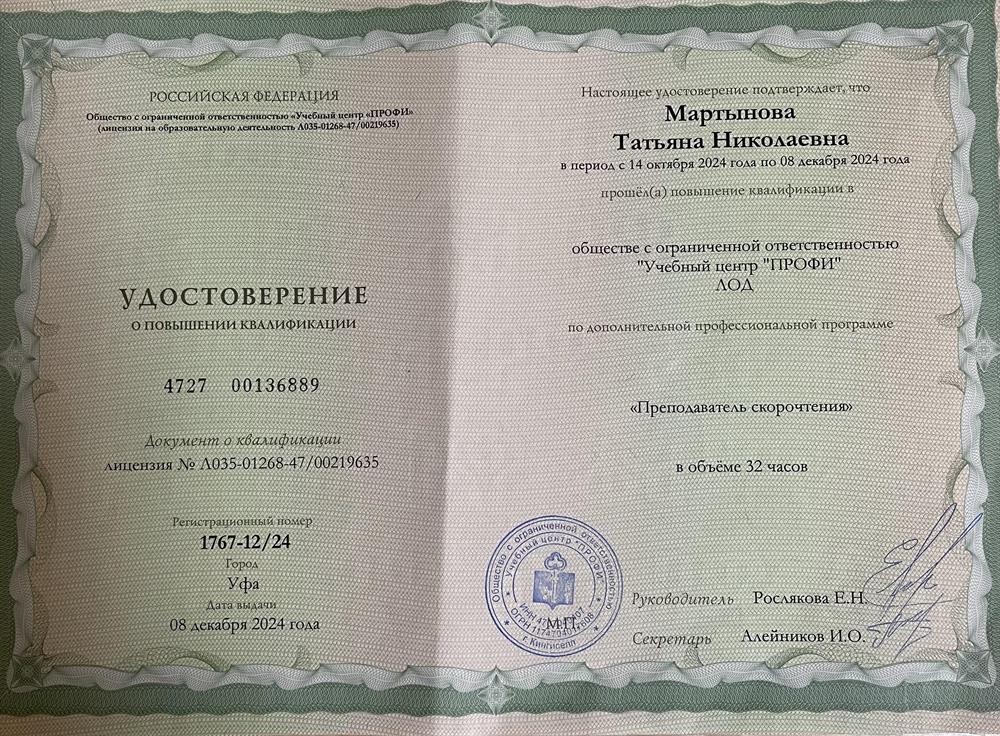 РОССИЙСКАЯ ФЕДЕРАЦИЯ
Общество с ограниченной ответственностью «Учебный центр «ПРОФИ»
(лицензия на образовательную деятельность Л035-01268-47/00219635)
УДОСТОВЕРЕНИЕ
О ПОВЫШЕНИИ КВАЛИФИКАЦИИ
4727 00136889
Документ о квалификации
лицензия № Л035-01268-47/00219635
Регистрационный номер
1767-12/24
Город
Уфа
Дата выдачи
08 декабря 2024 года
Настоящее удостоверение подтверждает, что
Мартынова
Татьяна Николаевна
в период с 14 октября 2024 года по 08 декабря 2024 года
прошёл(а) повышение квалификации в
обществе с ограниченной ответственностью
"Учебный центр "ПРОФИ"
ЛОД
по дополнительной профессиональной программе
«Преподаватель скорочтения»
в объёме 32 часов
Общество с ограниченной ответственностью
Учебный центр "ПРОФИ"
ИНН
ОГРН
г. Кингисепп
М.П.
Руководитель Рослякова Е.Н.
Секретарь Алейников И.О.